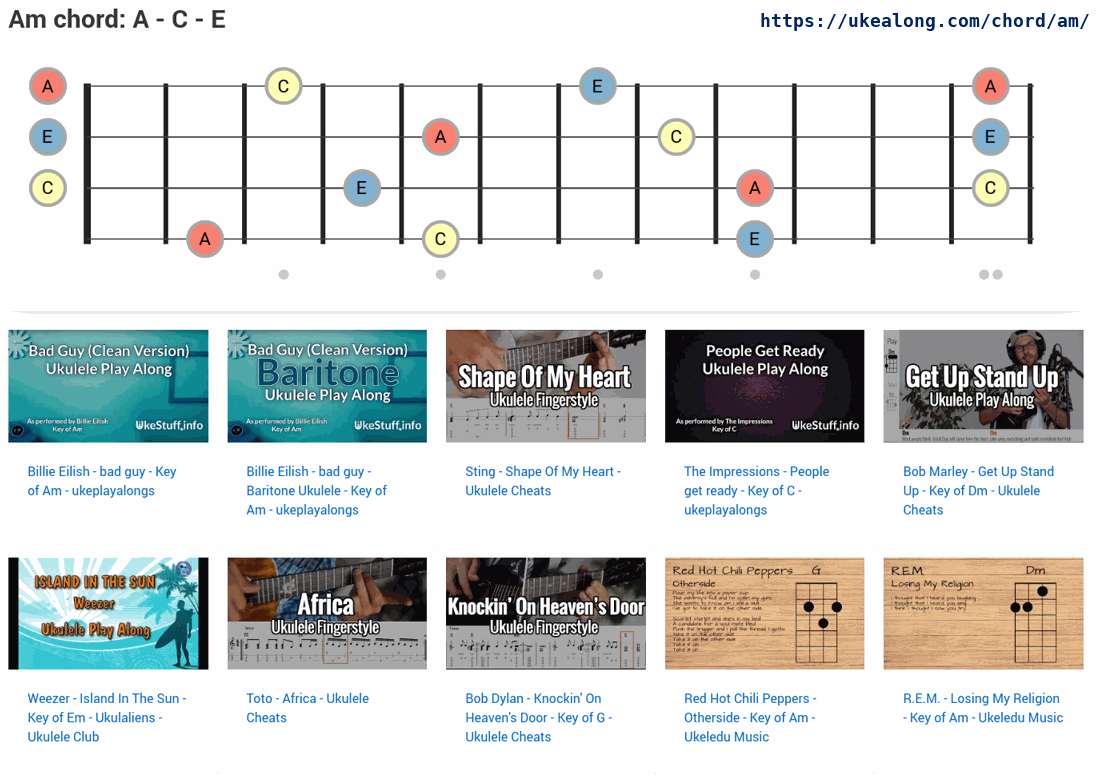 Am chord: A - C - E
https://ukealong.com/chord/am/
A C E A
E A C E
C E A C
A C E
Bad Guy (Clean Version)
Ukulele Play Along
As performed by Billie Eilish
Key of Am
UkeStuff.info
Bad Guy (Clean Version)
Baritone
Ukulele Play Along
As performed by Billie Eilish
Key of Am
UkeStuff.info
Shape Of My Heart
Ukulele Fingerstyle
People Get Ready
Ukulele Play Along
As performed by The Impressions
Key of C
UkeStuff.info
Play
Get Up Stand Up
Ukulele Play Along
Billie Eilish - bad guy - Key
of Am - ukeplayalongs
Billie Eilish - bad guy -
Baritone Ukulele - Key of
Am - ukeplayalongs
Sting - Shape Of My Heart -
Ukulele Cheats
The Impressions - People
get ready - Key of C -
ukeplayalongs
Bob Marley - Get Up Stand
Up - Key of Dm - Ukulele
Cheats
ISLAND IN THE SUN
Weezer
Ukulele Play Along
Africa
Ukulele Fingerstyle
Knockin' On Heaven's Door
Ukulele Fingerstyle
Red Hot Chili Peppers G
Otherside
R.E.M. Dm
Losing My Religion
Weezer - Island In The Sun -
Key of Em - Ukulaliens -
Ukulele Club
Toto - Africa - Ukulele
Cheats
Bob Dylan - Knockin' On
Heaven's Door - Key of G -
Ukulele Cheats
Red Hot Chili Peppers -
Otherside - Key of Am -
Ukeledu Music
R.E.M. - Losing My Religion
- Key of Am - Ukeledu Music